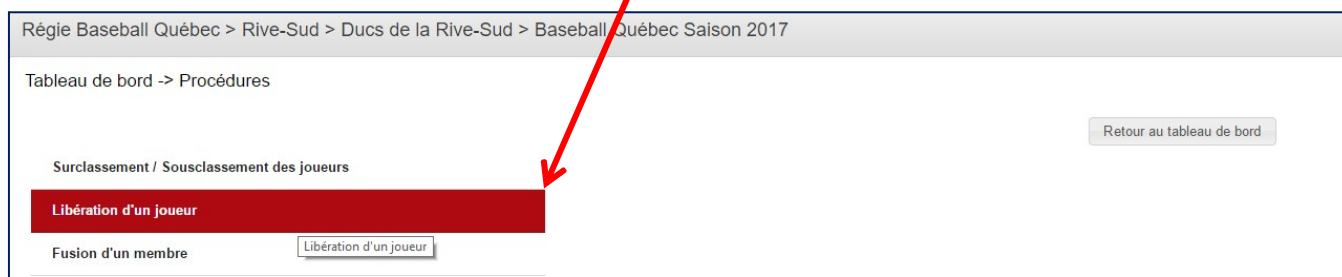 Régie Baseball Québec > Rive-Sud > Ducs de la Rive-Sud > Baseball Québec Saison 2017
Tableau de bord -> Procédures
Retour au tableau de bord
Surclassement / Sousclassement des joueurs
Libération d'un joueur
Libération d'un joueur
Fusion d'un membre